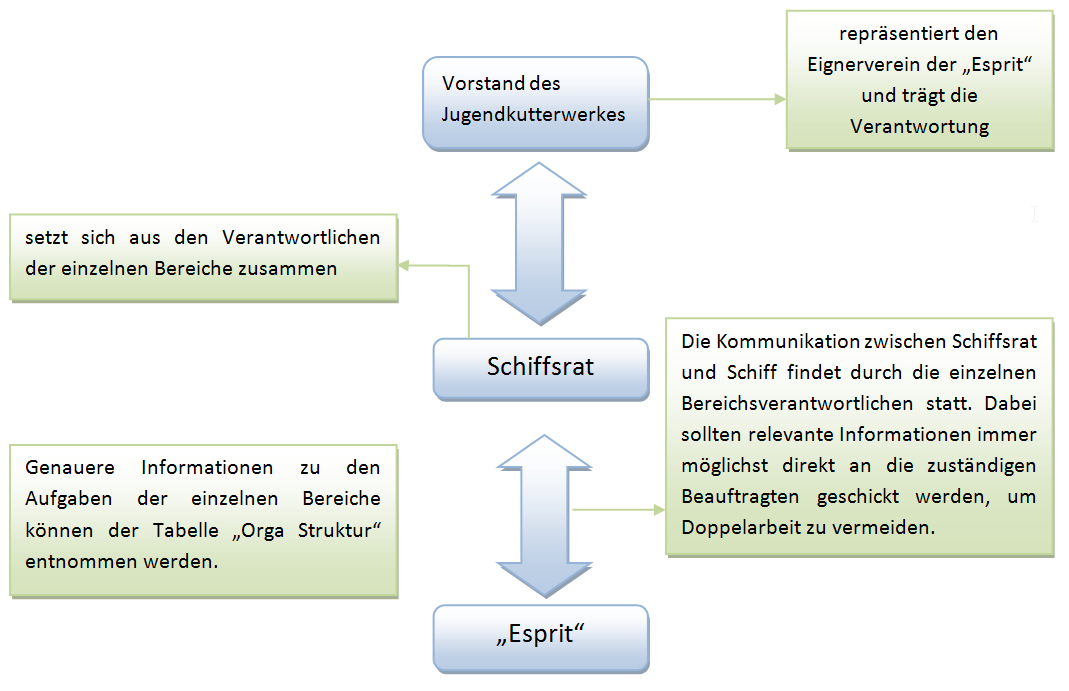 repräsentiert den
Eignerverein der „Esprit“
und trägt die
Verantwortung
Vorstand des
Jugendkutterwerkes
setzt sich aus den Verantwortlichen
der einzelnen Bereiche zusammen
Schiffsrat
Die Kommunikation zwischen Schiffsrat
und Schiff findet durch die einzelnen
Bereichsverantwortlichen statt. Dabei
sollten relevante Informationen immer
möglichst direkt an die zuständigen
Beauftragten geschickt werden, um
Doppelarbeit zu vermeiden.
Genauere Informationen zu den
Aufgaben der einzelnen Bereiche
können der Tabelle „Orga Struktur“
entnommen werden.
„Esprit“